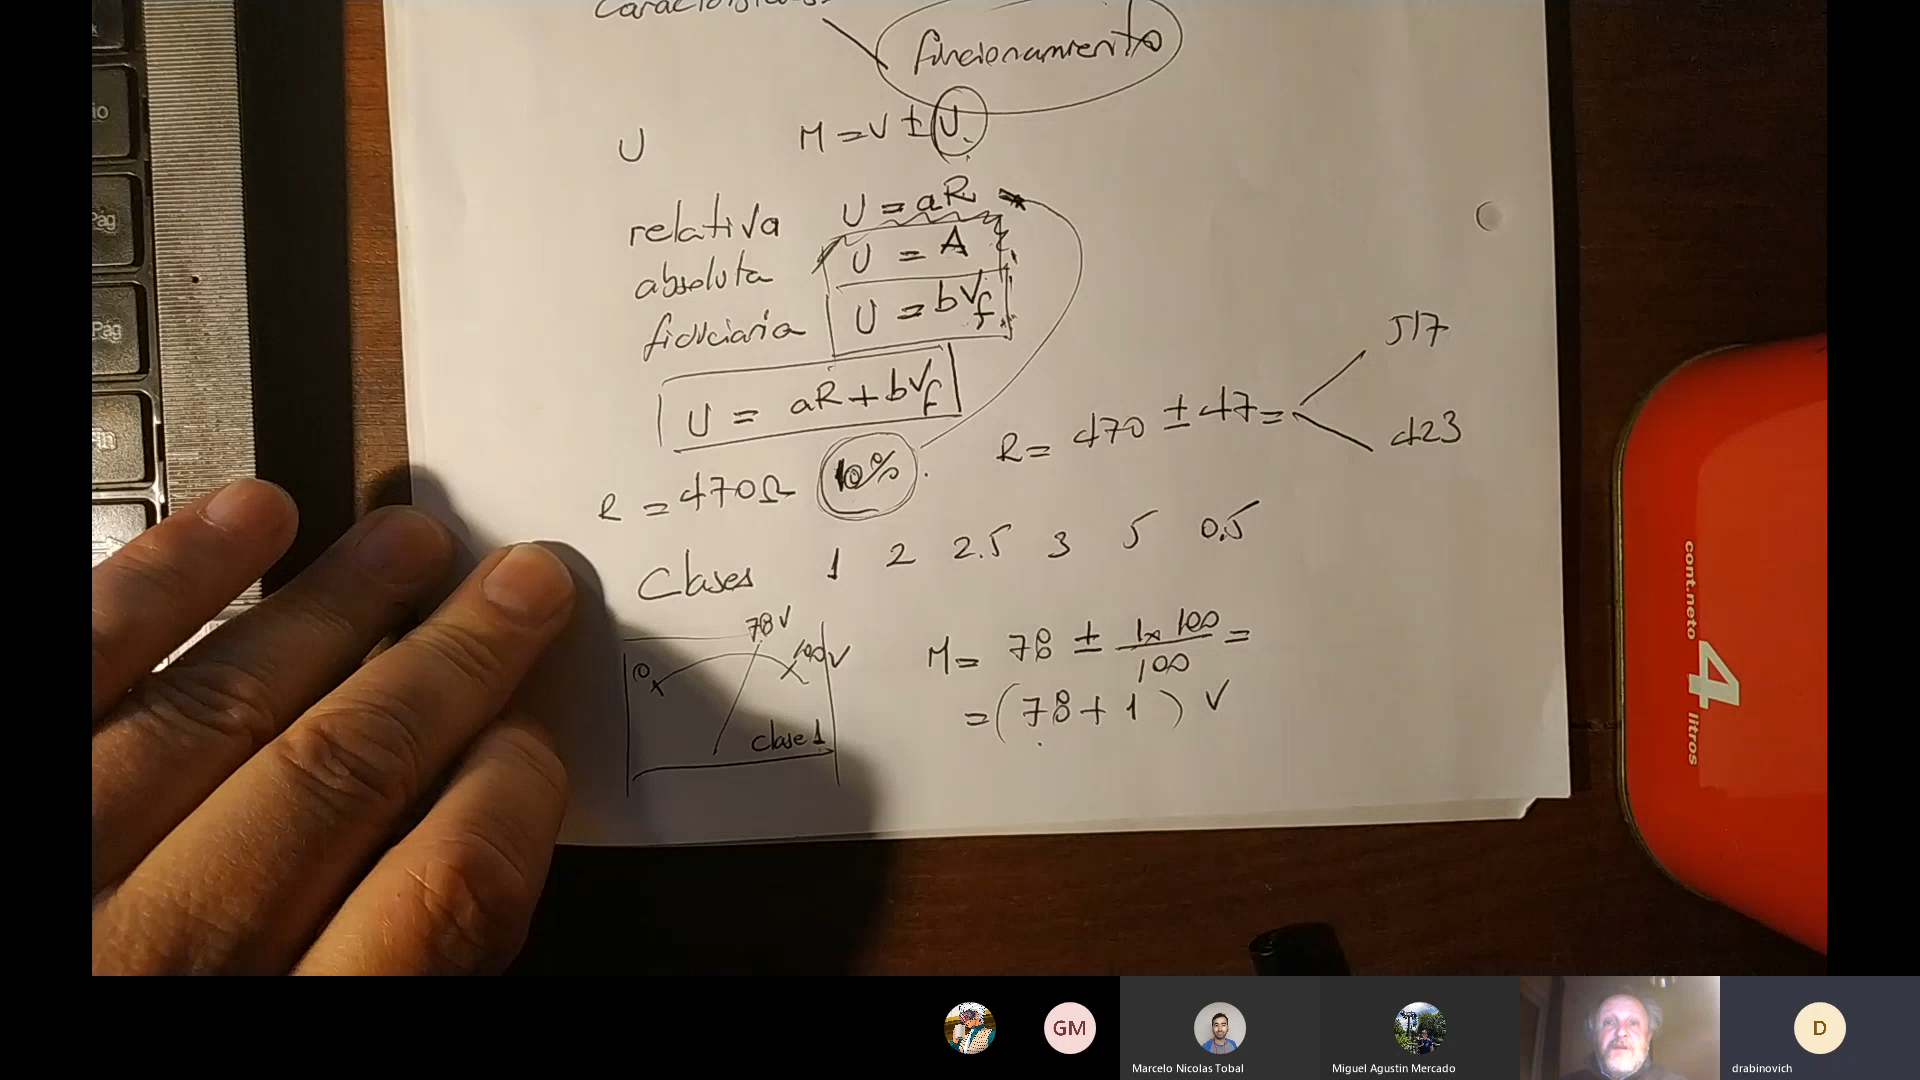 funcionamiento
U M = V ± U
relativa U = aR
absoluta U = A
fiduciaria U = bVf
U = aR + bVf
R = 470Ω 10%
R = 470 ± 47 =
517
423
Clases 1 2 2.5 3 5 0.5
78V
0
100V
clase 1
M = 78 ± 1x100/100 =
= (78 + 1) V
cont.neto
4
litros
GM
Marcelo Nicolas Tobal
Miguel Agustin Mercado
D
drabinovich